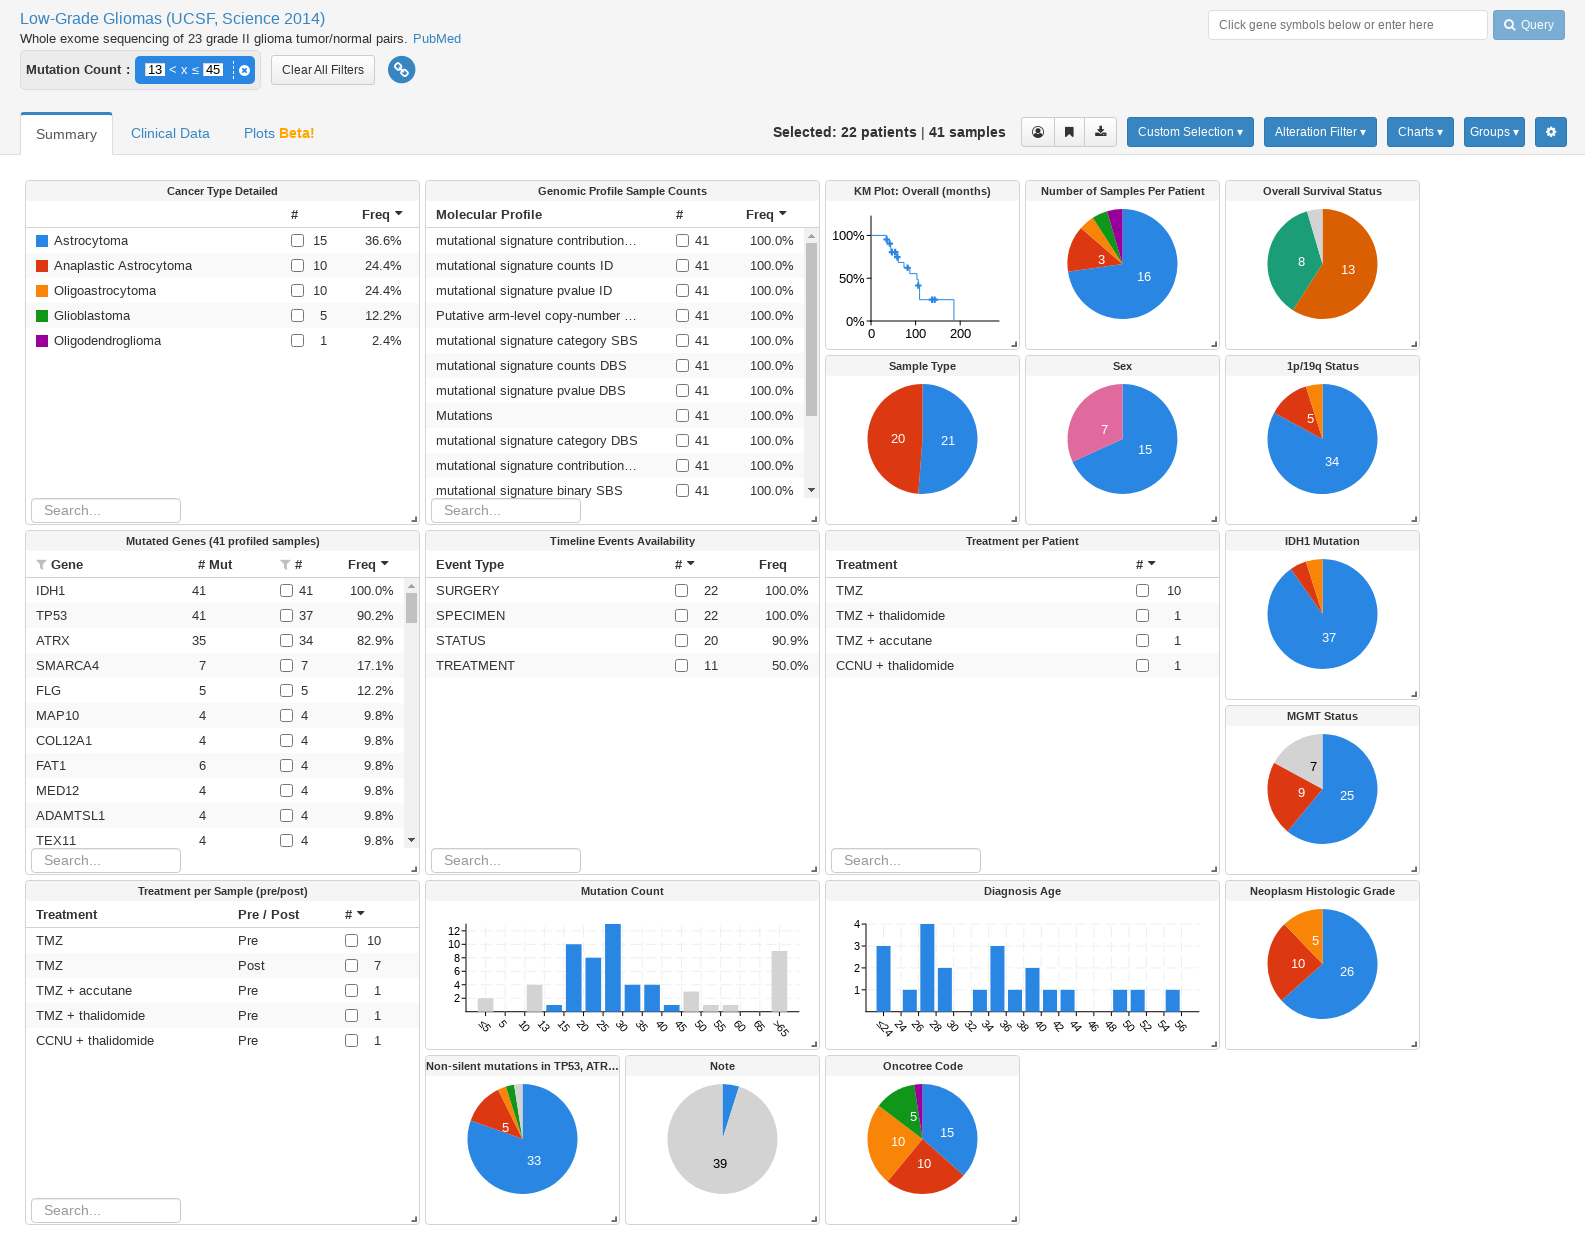 Low-Grade Gliomas (UCSF, Science 2014)
Click gene symbols below or enter here
Query
Whole exome sequencing of 23 grade II glioma tumor/normal pairs. PubMed
Mutation Count : 13 < x ≤ 45
Clear All Filters
Summary
Clinical Data
Plots Beta!
Selected: 22 patients | 41 samples
Custom Selection ▾
Alteration Filter ▾
Charts ▾
Groups ▾
Cancer Type Detailed
# Freq
Astrocytoma 15 36.6%
Anaplastic Astrocytoma 10 24.4%
Oligoastrocytoma 10 24.4%
Glioblastoma 5 12.2%
Oligodendroglioma 1 2.4%
Search...
Genomic Profile Sample Counts
Molecular Profile # Freq
mutational signature contribution… 41 100.0%
mutational signature counts ID 41 100.0%
mutational signature pvalue ID 41 100.0%
Putative arm-level copy-number … 41 100.0%
mutational signature category SBS 41 100.0%
mutational signature counts DBS 41 100.0%
mutational signature pvalue DBS 41 100.0%
Mutations 41 100.0%
mutational signature category DBS 41 100.0%
mutational signature contribution… 41 100.0%
mutational signature binary SBS 41 100.0%
Search...
KM Plot: Overall (months)
100%
50%
0%
0 100 200
Number of Samples Per Patient
3
16
Overall Survival Status
8
13
Sample Type
20
21
Sex
7
15
1p/19q Status
5
34
Mutated Genes (41 profiled samples)
Gene # Mut # Freq
IDH1 41 41 100.0%
TP53 41 37 90.2%
ATRX 35 34 82.9%
SMARCA4 7 7 17.1%
FLG 5 5 12.2%
MAP10 4 4 9.8%
COL12A1 4 4 9.8%
FAT1 6 4 9.8%
MED12 4 4 9.8%
ADAMTSL1 4 4 9.8%
TEX11 4 4 9.8%
Search...
Timeline Events Availability
Event Type # Freq
SURGERY 22 100.0%
SPECIMEN 22 100.0%
STATUS 20 90.9%
TREATMENT 11 50.0%
Search...
Treatment per Patient
Treatment #
TMZ 10
TMZ + thalidomide 1
TMZ + accutane 1
CCNU + thalidomide 1
Search...
IDH1 Mutation
37
MGMT Status
7
9
25
Treatment per Sample (pre/post)
Treatment Pre / Post #
TMZ Pre 10
TMZ Post 7
TMZ + accutane Pre 1
TMZ + thalidomide Pre 1
CCNU + thalidomide Pre 1
Search...
Mutation Count
12
10
8
6
4
2
≤5 5 10 13 15 20 25 30 35 40 45 50 55 60 65 >65
Diagnosis Age
4
3
2
1
≤24 24 26 28 30 32 34 36 38 40 42 44 46 48 50 52 54 56
Neoplasm Histologic Grade
5
10
26
Non-silent mutations in TP53, ATR…
5
33
Note
39
Oncotree Code
5
15
10
10